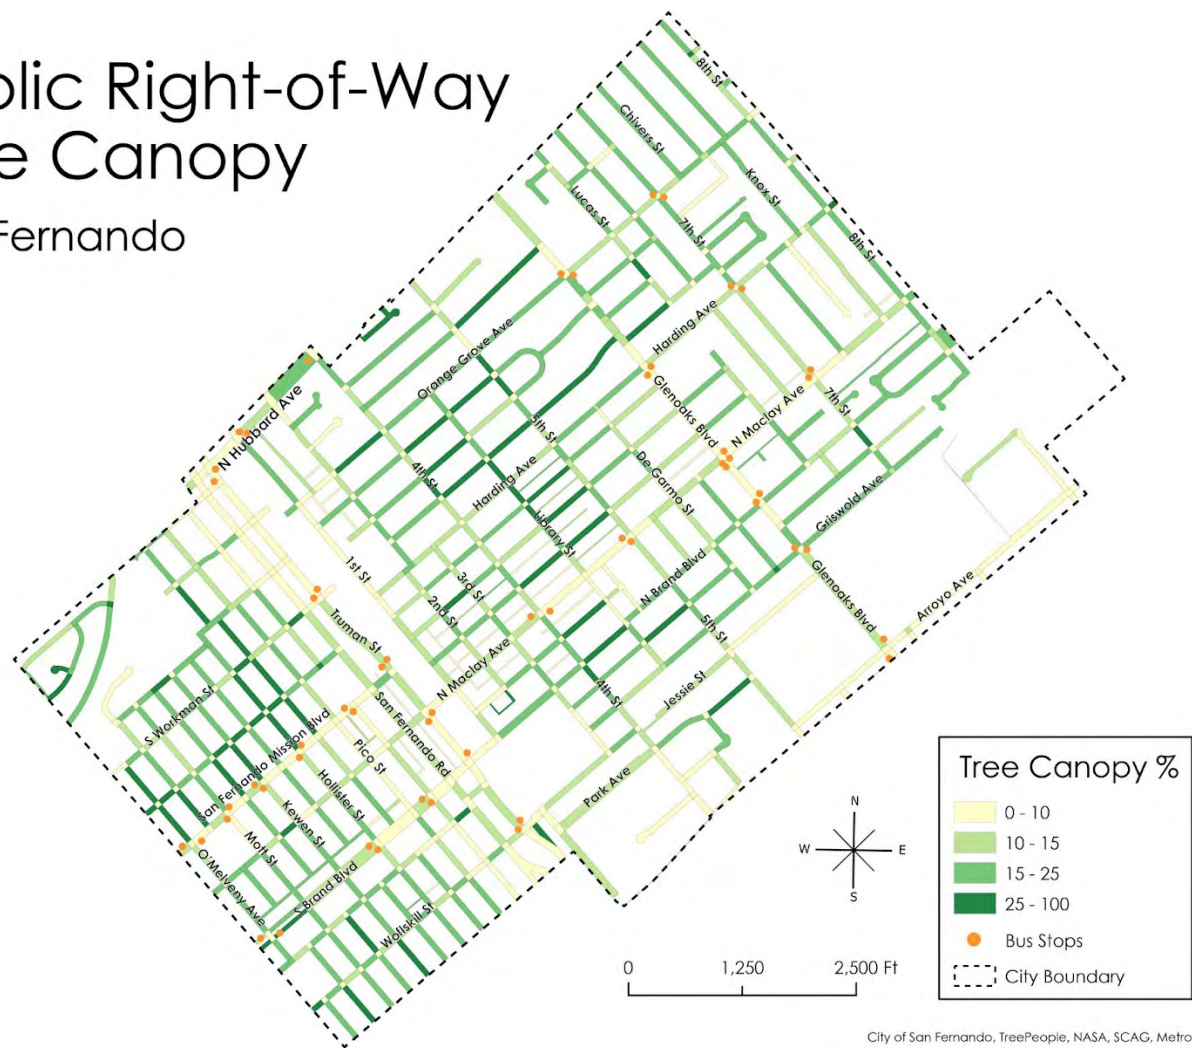 blic Right-of-Way
e Canopy
Fernando
8th St
Chivers St
Knox St
Lucas St
7th St
8th St
Harding Ave
Orange Grove Ave
Glenoaks Blvd
N Maclay Ave
7th St
N Hubbard Ave
5th St
4th St
Harding Ave
De Garmo St
Library St
Griswold Ave
1st St
3rd St
2nd St
N Brand Blvd
Glenoaks Blvd
Arroyo Ave
Truman St
5th St
N Maclay Ave
4th St
Jessie St
S Workman St
San Fernando Rd
San Fernando Mission Blvd
Pico St
Hollister St
Park Ave
Kewen St
Mott St
O'Melveny Ave
S Brand Blvd
Woflskill St
N
W
E
S
0
1,250
2,500 Ft
Tree Canopy %
0 - 10
10 - 15
15 - 25
25 - 100
Bus Stops
City Boundary
City of San Fernando, TreePeople, NASA, SCAG, Metro